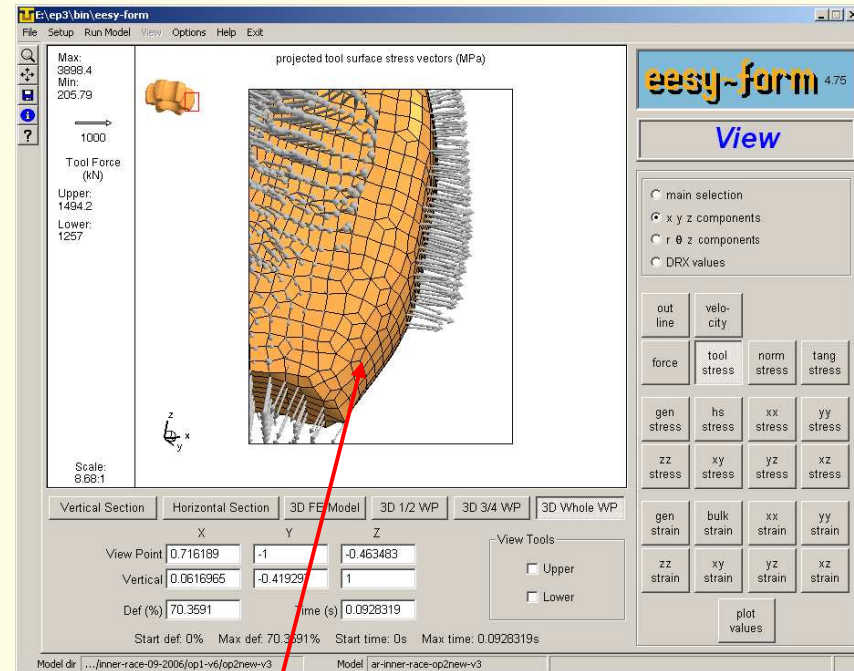 E:\ep3\bin\eesy-form
File Setup Run Model View Options Help Exit
Max:
3898.4
Min:
205.79
1000
Tool Force
(kN)
Upper:
1494.2
Lower:
1257
projected tool surface stress vectors (MPa)
z
x
y
Scale:
8.68:1
eesy-form 4.75
View
main selection
x y z components
r θ z components
DRX values
out line
velo-city
force
tool stress
norm stress
tang stress
gen stress
hs stress
xx stress
yy stress
zz stress
xy stress
yz stress
xz stress
gen strain
bulk strain
xx strain
yy strain
zz strain
xy strain
yz strain
xz strain
plot values
Vertical Section
Horizontal Section
3D FE Model
3D 1/2 WP
3D 3/4 WP
3D Whole WP
X Y Z
View Point 0.716189 -1 -0.463483
Vertical 0.0616965 -0.419297 1
Def (%) 70.3591 Time (s) 0.0928319
View Tools
Upper
Lower
Start def: 0% Max def: 70.3591% Start time: 0s Max time: 0.0928319s
Model dir .../inner-race-09-2006/op1-v6/op2new-v3 Model ar-inner-race-op2new-v3